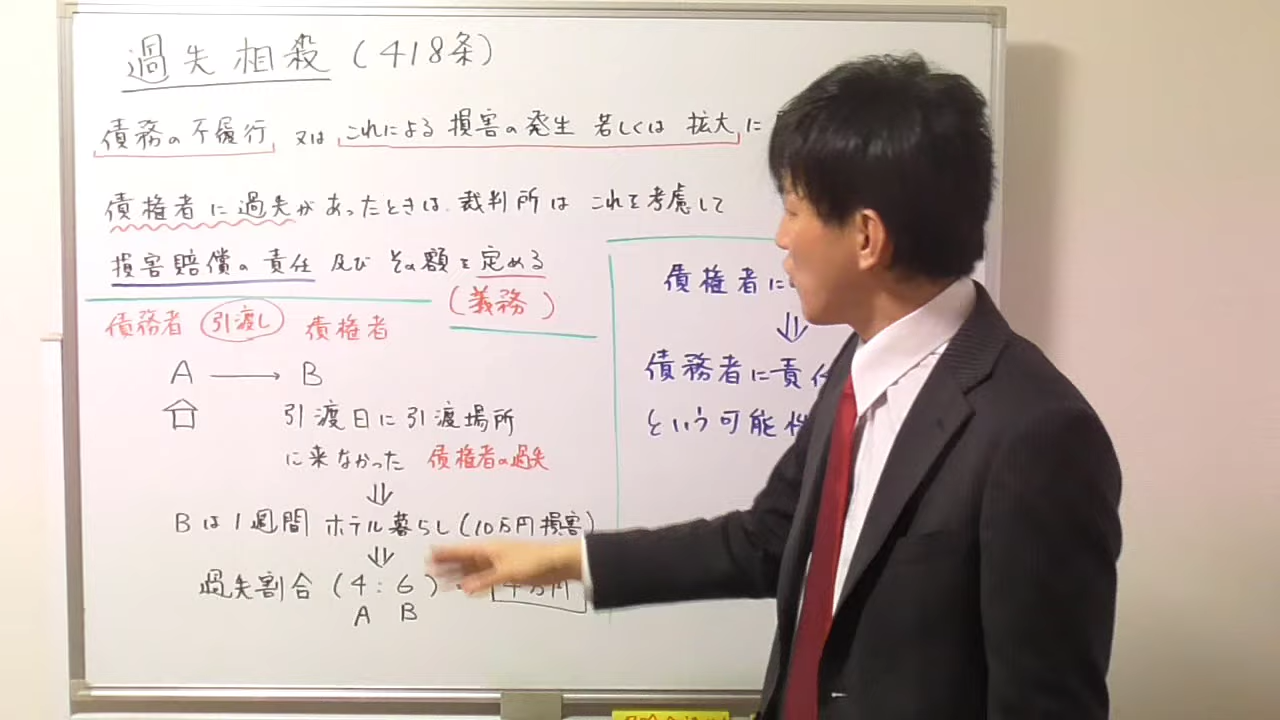 過失相殺(418条)
債務の不履行 又は これによる 損害の発生 若しくは 拡大に
債権者に過失があったときは、裁判所は これを考慮して
損害賠償の責任 及び その額を定める
(義務)
債務者 引渡し 債権者
A → B
引渡日に引渡場所
に来なかった 債権者の過失
⇓
Bは1週間 ホテル暮らし(10万円損害)
⇓
過失割合(4:6) 4万円
A B
債権者に
⇓
債務者に責任
という可能性